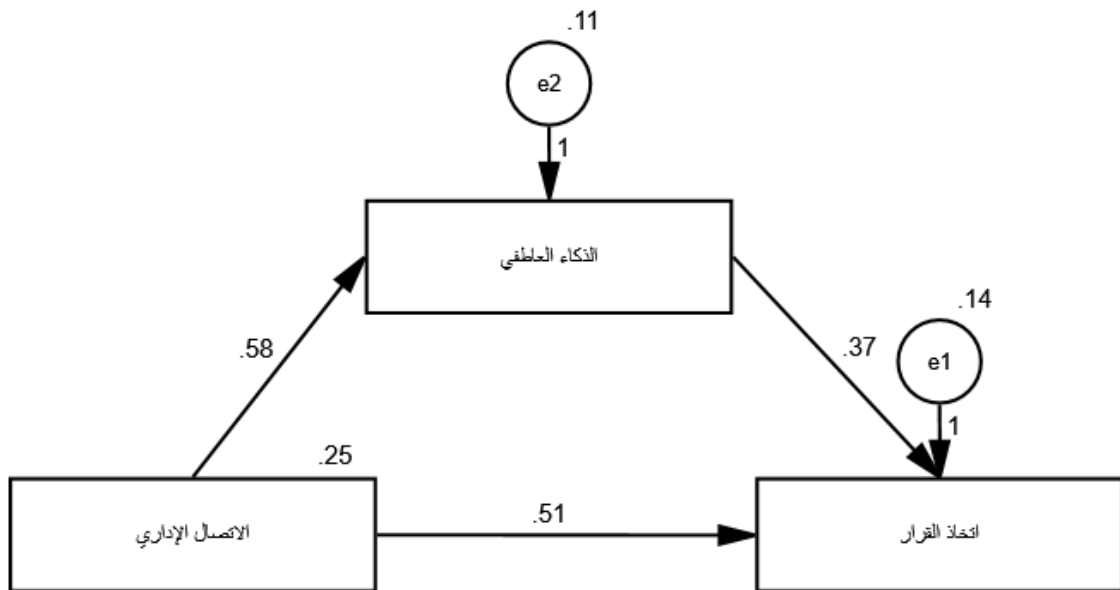 .11
e2
1
الذكاء العاطفي
.14
.58
.37
e1
.25
1
.51
الاتصال الإداري
اتخاذ القرار